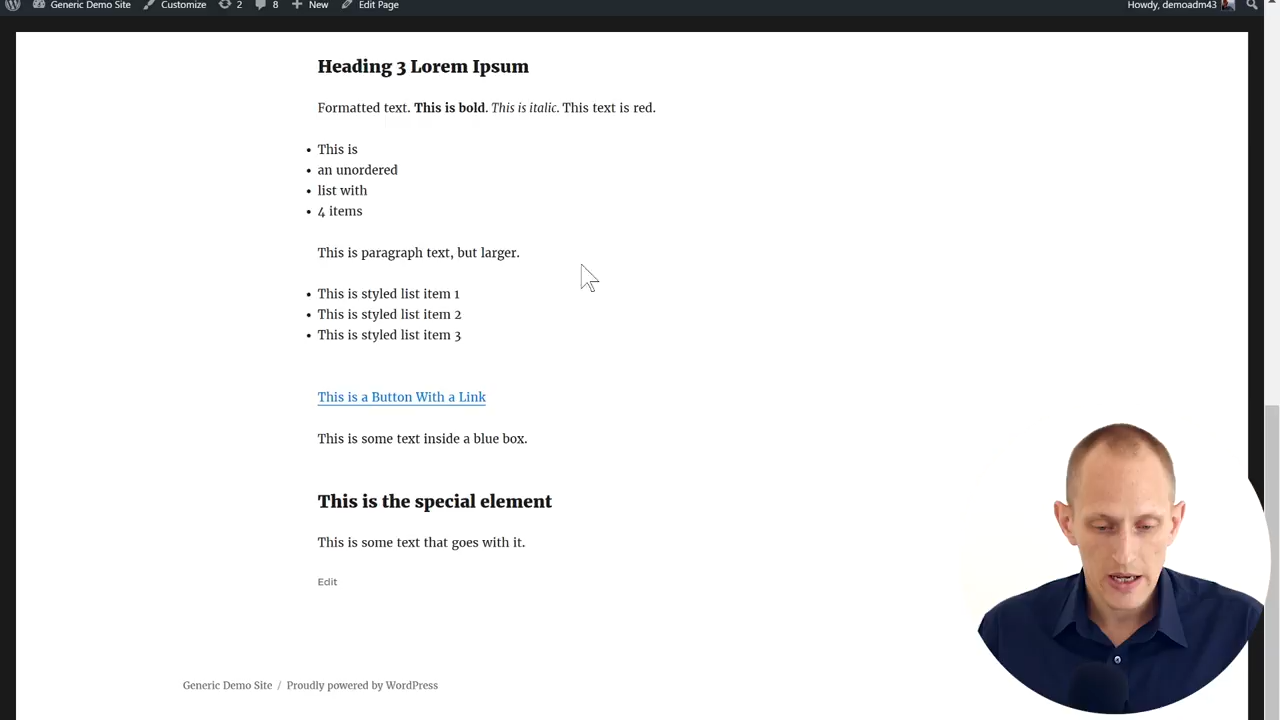 Generic Demo Site Customize 2 8 New Edit Page Howdy, demoadm43
Heading 3 Lorem Ipsum
Formatted text. This is bold. This is italic. This text is red.
• This is
• an unordered
• list with
• 4 items
This is paragraph text, but larger.
• This is styled list item 1
• This is styled list item 2
• This is styled list item 3
This is a Button With a Link
This is some text inside a blue box.
This is the special element
This is some text that goes with it.
Edit
Generic Demo Site / Proudly powered by WordPress